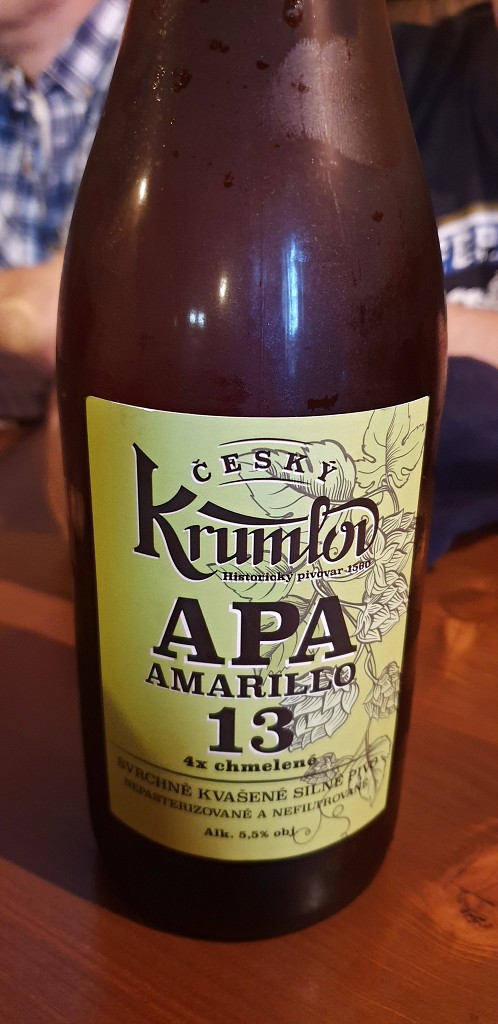 ČESKÝ
Krumlov
Historický pivovar 1560
APA
AMARILLO
13
4x chmelené
SVRCHNĚ KVAŠENÉ SILNÉ PIVO
NEPASTERIZOVANÉ A NEFILTROVANÉ
Alk. 5,5% obj